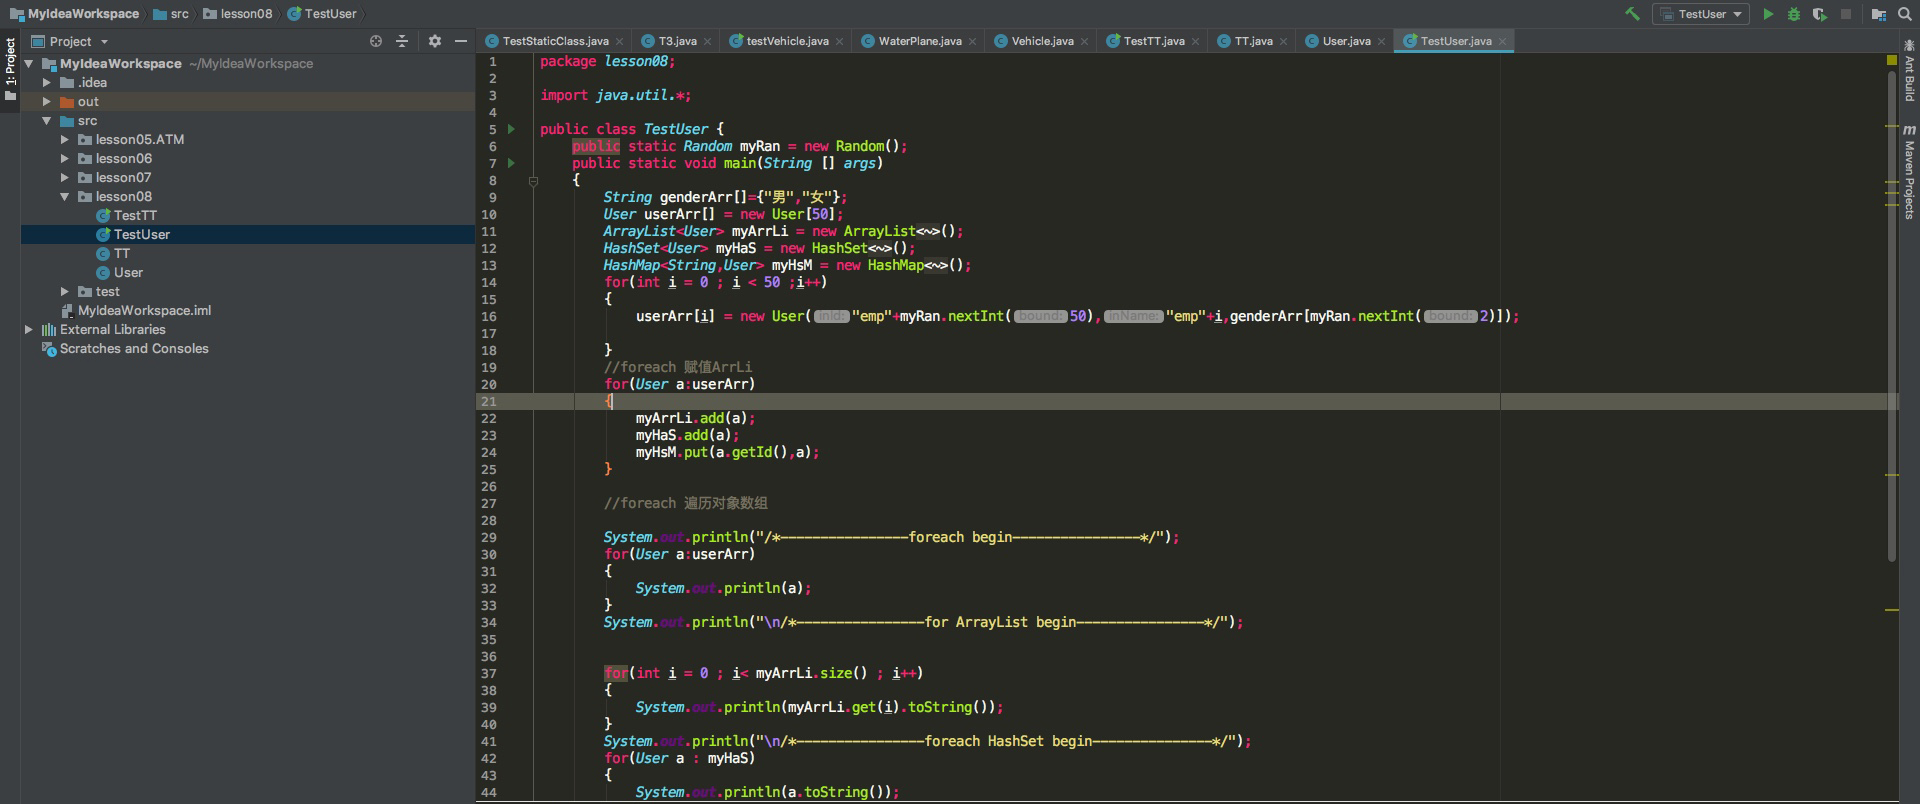 MyIdeaWorkspace src lesson08 TestUser
TestUser
1: Project
Project
MyIdeaWorkspace ~/MyIdeaWorkspace
.idea
out
src
lesson05.ATM
lesson06
lesson07
lesson08
TestTT
TestUser
TT
User
test
MyIdeaWorkspace.iml
External Libraries
Scratches and Consoles
TestStaticClass.java T3.java testVehicle.java WaterPlane.java Vehicle.java TestTT.java TT.java User.java TestUser.java
1 package lesson08;
2
3 import java.util.*;
4
5 public class TestUser {
6 public static Random myRan = new Random();
7 public static void main(String [] args)
8 {
9 String genderArr[]={"男","女"};
10 User userArr[] = new User[50];
11 ArrayList<User> myArrLi = new ArrayList<~>();
12 HashSet<User> myHaS = new HashSet<~>();
13 HashMap<String,User> myHsM = new HashMap<~>();
14 for(int i = 0 ; i < 50 ;i++)
15 {
16 userArr[i] = new User( inId: "emp"+myRan.nextInt( bound: 50), inName: "emp"+i,genderArr[myRan.nextInt( bound: 2)]);
17
18 }
19 //foreach 赋值ArrLi
20 for(User a:userArr)
21 {
22 myArrLi.add(a);
23 myHaS.add(a);
24 myHsM.put(a.getId(),a);
25 }
26
27 //foreach 遍历对象数组
28
29 System.out.println("/*----------------foreach begin----------------*/");
30 for(User a:userArr)
31 {
32 System.out.println(a);
33 }
34 System.out.println("\n/*----------------for ArrayList begin----------------*/");
35
36
37 for(int i = 0 ; i< myArrLi.size() ; i++)
38 {
39 System.out.println(myArrLi.get(i).toString());
40 }
41 System.out.println("\n/*----------------foreach HashSet begin---------------*/");
42 for(User a : myHaS)
43 {
44 System.out.println(a.toString());
Ant Build
m Maven Projects